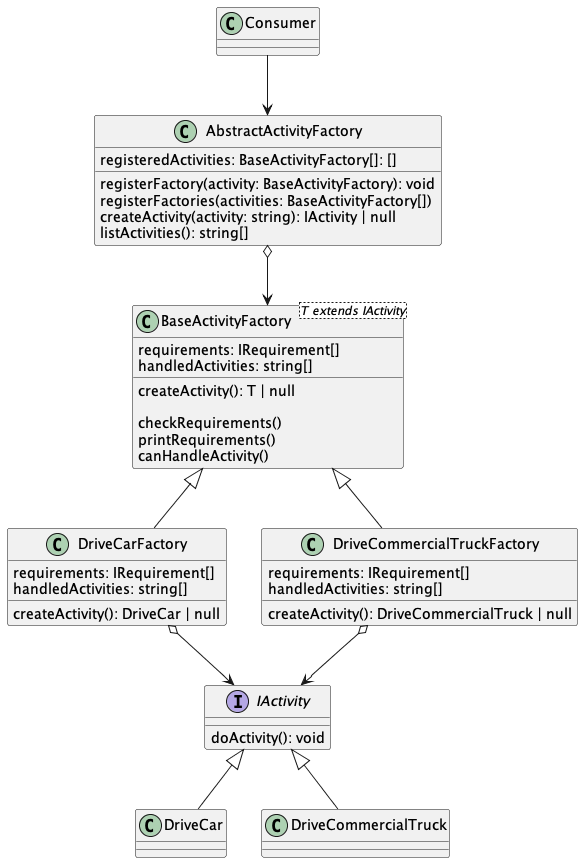 C Consumer
C AbstractActivityFactory
registeredActivities: BaseActivityFactory[]: []
registerFactory(activity: BaseActivityFactory): void
registerFactories(activities: BaseActivityFactory[])
createActivity(activity: string): IActivity | null
listActivities(): string[]
C BaseActivityFactory
T extends IActivity
requirements: IRequirement[]
handledActivities: string[]
createActivity(): T | null
checkRequirements()
printRequirements()
canHandleActivity()
C DriveCarFactory
requirements: IRequirement[]
handledActivities: string[]
createActivity(): DriveCar | null
C DriveCommercialTruckFactory
requirements: IRequirement[]
handledActivities: string[]
createActivity(): DriveCommercialTruck | null
I IActivity
doActivity(): void
C DriveCar
C DriveCommercialTruck